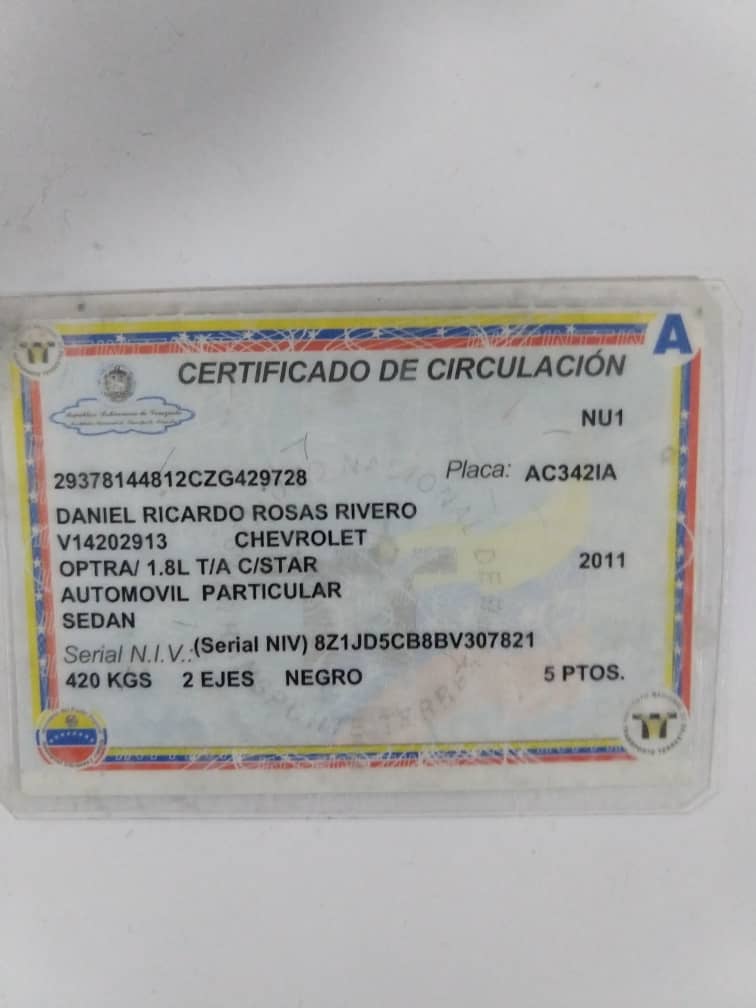 A
CERTIFICADO DE CIRCULACIÓN
República Bolivariana de Venezuela
NU1
29378144812CZG429728 Placa: AC342IA
DANIEL RICARDO ROSAS RIVERO
V14202913 CHEVROLET
OPTRA/ 1.8L T/A C/STAR 2011
AUTOMOVIL PARTICULAR
SEDAN
Serial N.I.V.:(Serial NIV) 8Z1JD5CB8BV307821
420 KGS 2 EJES NEGRO 5 PTOS.